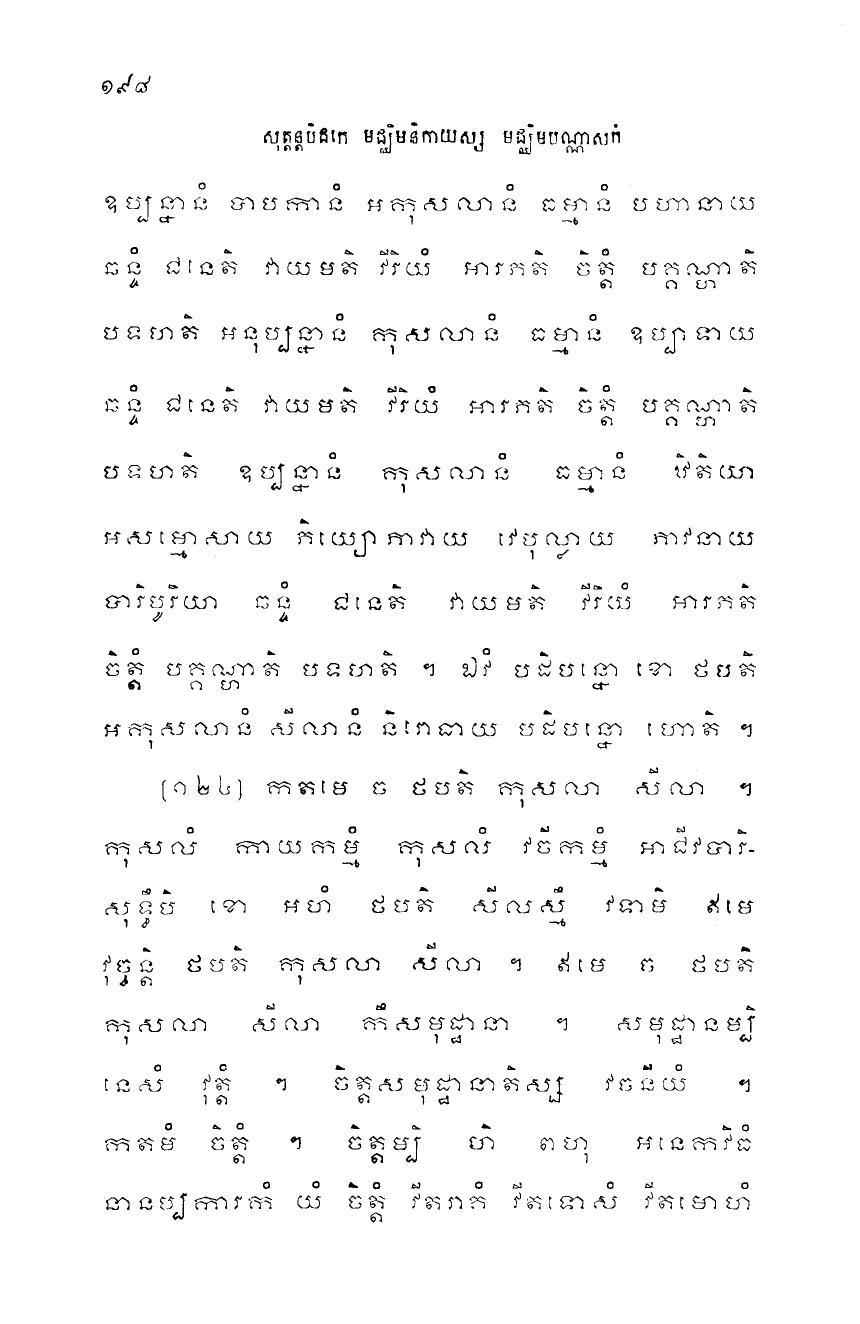 ១៩៨
សុត្តន្តបិដកេ មជ្ឈិមនិកាយស្ស មជ្ឈិមបណ្ណាសកំ
ឧប្បន្នានំ បាបកានំ អកុសលានំ ធម្មានំ បហានាយ
ឆន្ទំ ជនេតិ វាយមតិ វីរិយំ អារភតិ ចិត្តំ បគ្គណ្ហាតិ
បទហតិ អនុប្បន្នានំ កុសលានំ ធម្មានំ ឧប្បាទាយ
ឆន្ទំ ជនេតិ វាយមតិ វីរិយំ អារភតិ ចិត្តំ បគ្គណ្ហាតិ
បទហតិ ឧប្បន្នានំ កុសលានំ ធម្មានំ ឋិតិយា
អសម្មោសាយ ភិយ្យោភាវាយ វេបុល្លាយ ភាវនាយ
បារិបូរិយា ឆន្ទំ ជនេតិ វាយមតិ វីរិយំ អារភតិ
ចិត្តំ បគ្គណ្ហាតិ បទហតិ ។ ឯវំ បដិបន្នោ ខោ ថបតិ
អកុសលានំ សីលានំ និរោធាយ បដិបន្នោ ហោតិ ។
(១២៤) កតមេ ច ថបតិ កុសលា សីលា ។
កុសលំ កាយកម្មំ កុសលំ វចីកម្មំ អាជីវបារិ-
សុទ្ធឹបិ ខោ អហំ ថបតិ សីលស្មឹ វទាមិ ឥមេ
វុច្ចន្តិ ថបតិ កុសលា សីលា ។ ឥមេ ច ថបតិ
កុសលា សីលា កឹសមុដ្ឋានា ។ សមុដ្ឋានម្បិ
នេសំ វុត្តំ ។ ចិត្តសមុដ្ឋានាតិស្ស វចនីយំ ។
កតមំ ចិត្តំ ។ ចិត្តម្បិ ហិ ពហុ អនេកវិធំ
នានប្បការកំ យំ ចិត្តំ វីតរាគំ វីតទោសំ វីតមោហំ